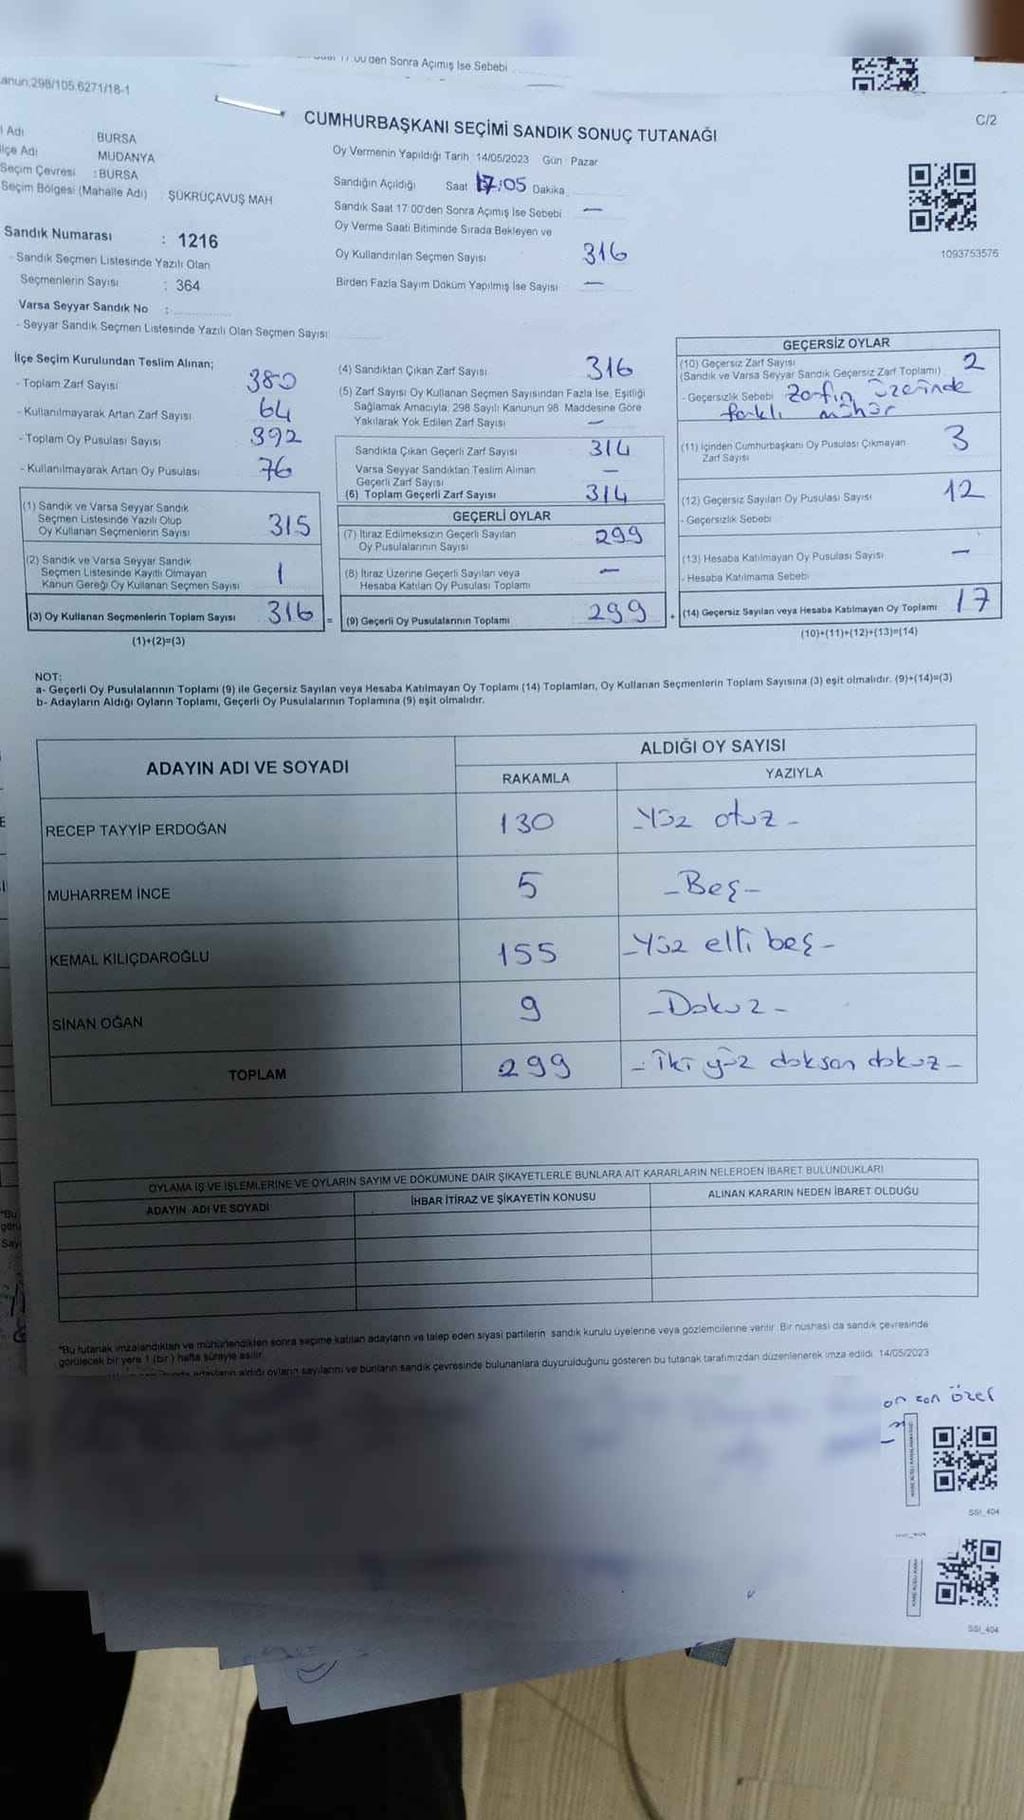 den Sonra Açımış Ise Sebebi
anun:298/105.6271/18-1
C/2
CUMHURBAŞKANI SEÇİMİ SANDIK SONUÇ TUTANAĞI
l Adı BURSA
lçe Adı MUDANYA
Seçim Çevresi : BURSA
Seçim Bölgesi (Mahalle Adı) ŞÜKRÜÇAVUŞ MAH
Sandık Numarası : 1216
- Sandık Seçmen Listesinde Yazılı Olan
Seçmenlerin Sayısı : 364
Varsa Seyyar Sandık No :
- Seyyar Sandık Seçmen Listesinde Yazılı Olan Seçmen Sayısı
Oy Vermenin Yapıldığı Tarih 14/05/2023 Gün : Pazar
Sandığın Açıldığı Saat 17:05 Dakika
Sandık Saat 17:00'den Sonra Açımış İse Sebebi —
Oy Verme Saati Bitiminde Sırada Bekleyen ve
Oy Kullandırılan Seçmen Sayısı 316
Birden Fazla Sayım Döküm Yapılmış İse Sayısı —
1093753576
İlçe Seçim Kurulundan Teslim Alınan;
- Toplam Zarf Sayısı 380
- Kullanılmayarak Artan Zarf Sayısı 64
- Toplam Oy Pusulası Sayısı 392
- Kullanılmayarak Artan Oy Pusulası 76
(1) Sandık ve Varsa Seyyar Sandık
Seçmen Listesinde Yazılı Olup
Oy Kullanan Seçmenlerin Sayısı 315
(2) Sandık ve Varsa Seyyar Sandık
Seçmen Listesinde Kayıtlı Olmayan
Kanun Gereği Oy Kullanan Seçmen Sayısı 1
(3) Oy Kullanan Seçmenlerin Toplam Sayısı 316 =
(1)+(2)=(3)
(4) Sandıktan Çıkan Zarf Sayısı 316
(5) Zarf Sayısı Oy Kullanan Seçmen Sayısından Fazla İse, Eşitliği
Sağlamak Amacıyla, 298 Sayılı Kanunun 98. Maddesine Göre
Yakılarak Yok Edilen Zarf Sayısı —
Sandıkta Çıkan Geçerli Zarf Sayısı 314
Varsa Seyyar Sandıktan Teslim Alınan
Geçerli Zarf Sayısı —
(6) Toplam Geçerli Zarf Sayısı 314
GEÇERLİ OYLAR
(7) İtiraz Edilmeksizin Geçerli Sayılan
Oy Pusulalarının Sayısı 299
(8) İtiraz Üzerine Geçerli Sayılan veya
Hesaba Katılan Oy Pusulası Toplamı —
(9) Geçerli Oy Pusulalarının Toplamı 299 +
GEÇERSİZ OYLAR
(10) Geçersiz Zarf Sayısı
(Sandık ve Varsa Seyyar Sandık Geçersiz Zarf Toplamı) 2
- Geçersizlik Sebebi Zarfın üzerinde
farklı mühür
(11) İçinden Cumhurbaşkanı Oy Pusulası Çıkmayan
Zarf Sayısı 3
(12) Geçersiz Sayılan Oy Pusulası Sayısı 12
- Geçersizlik Sebebi
(13) Hesaba Katılmayan Oy Pusulası Sayısı —
- Hesaba Katılmama Sebebi
(14) Geçersiz Sayılan veya Hesaba Katılmayan Oy Toplamı 17
(10)+(11)+(12)+(13)=(14)
NOT:
a- Geçerli Oy Pusulalarının Toplamı (9) ile Geçersiz Sayılan veya Hesaba Katılmayan Oy Toplamı (14) Toplamları, Oy Kullanan Seçmenlerin Toplam Sayısına (3) eşit olmalıdır. (9)+(14)=(3)
b- Adayların Aldığı Oyların Toplamı, Geçerli Oy Pusulalarının Toplamına (9) eşit olmalıdır.
ADAYIN ADI VE SOYADI ALDIĞI OY SAYISI
RAKAMLA YAZIYLA
RECEP TAYYİP ERDOĞAN 130 - Yüz otuz -
MUHARREM İNCE 5 - Beş -
KEMAL KILIÇDAROĞLU 155 - Yüz elli beş -
SİNAN OĞAN 9 - Dokuz -
TOPLAM 299 - İki yüz doksan dokuz -
OYLAMA İŞ VE İŞLEMLERİNE VE OYLARIN SAYIM VE DÖKÜMÜNE DAİR ŞİKAYETLERLE BUNLARA AİT KARARLARIN NELERDEN İBARET BULUNDUKLARI
ADAYIN ADI VE SOYADI İHBAR İTİRAZ VE ŞİKAYETİN KONUSU ALINAN KARARIN NEDEN İBARET OLDUĞU
*Bu tutanak imzalandıktan ve mühürlendikten sonra seçime katılan adayların ve talep eden siyasi partilerin sandık kurulu üyelerine veya gözlemcilerine verilir. Bir nüshası da sandık çevresinde
görülecek bir yere 1 (bir) hafta süreyle asılır.
adayların aldığı oyların sayılarını ve bunların sandık çevresinde bulunanlara duyurulduğunu gösteren bu tutanak tarafımızdan düzenlenerek imza edildi. 14/05/2023
özel
SSI_404
SSI_404